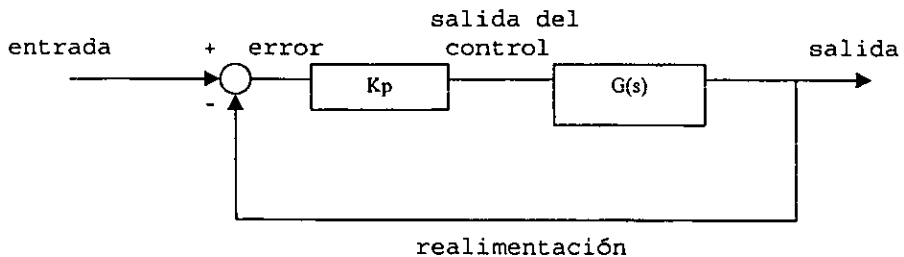 salida del
entrada + error control salida
Kp G(s)
-
realimentación